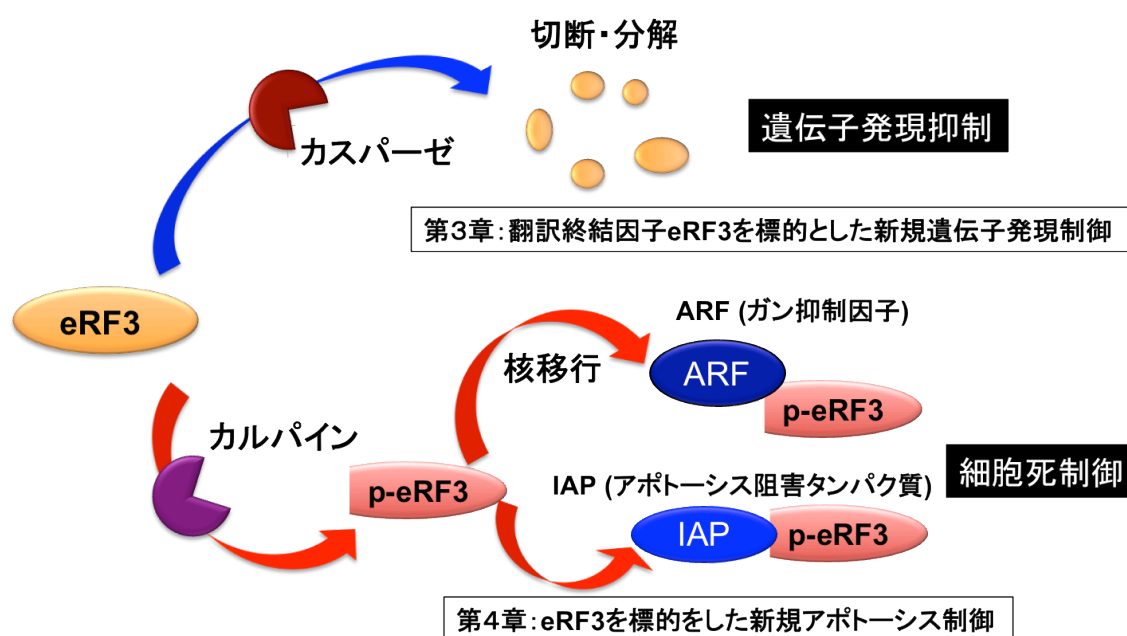 切断・分解
カスパーゼ
遺伝子発現抑制
第３章：翻訳終結因子eRF3を標的とした新規遺伝子発現制御
eRF3
ARF (ガン抑制因子)
核移行
ARF
p-eRF3
カルパイン
p-eRF3
細胞死制御
IAP (アポトーシス阻害タンパク質)
IAP
p-eRF3
第４章：eRF3を標的をした新規アポトーシス制御